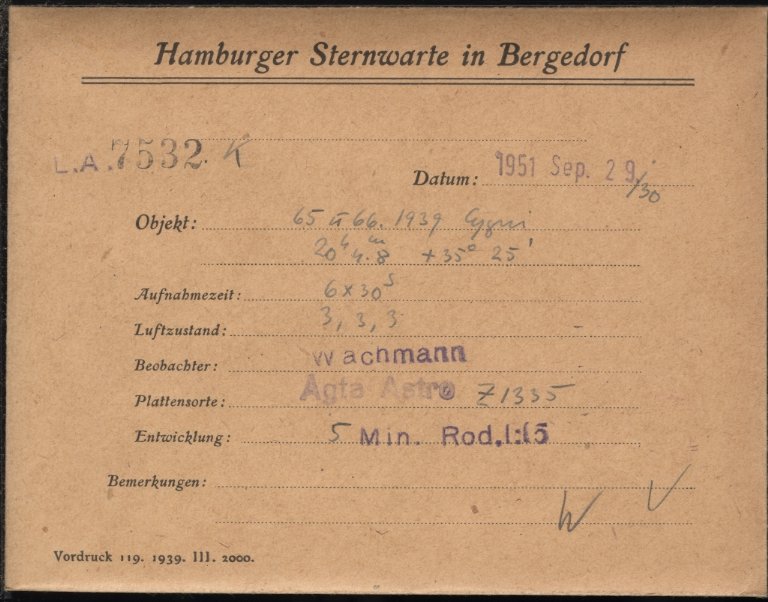 Hamburger Sternwarte in Bergedorf
L.A. 7532. K
Datum: 1951 Sep. 29/30
Objekt: 65 u 66. 1939 Cygni
20h 4m.8 +35° 25'
Aufnahmezeit: 6 x 30s
Luftzustand: 3, 3, 3
Beobachter: Wachmann
Plattensorte: Agfa Astro Z1335
Entwicklung: 5 Min. Rod. 1:15
Bemerkungen:
W
Vordruck 119. 1939. III. 2000.